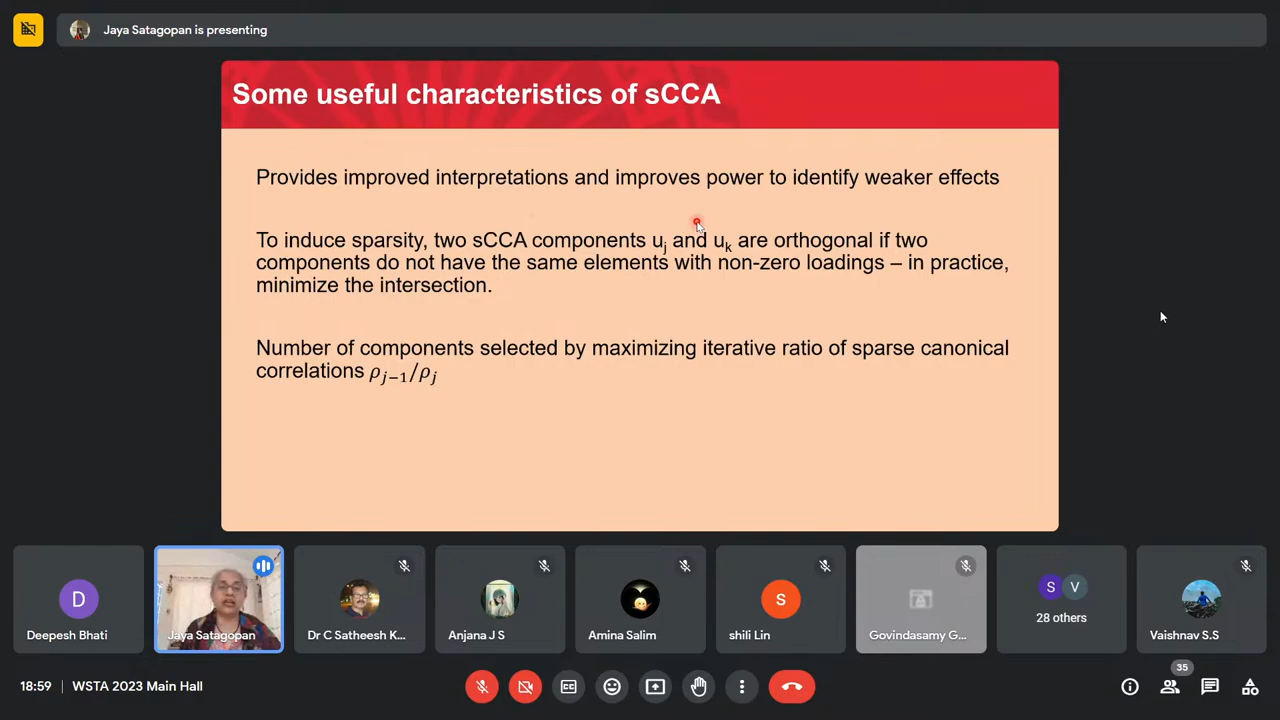 Jaya Satagopan is presenting
Some useful characteristics of sCCA
Provides improved interpretations and improves power to identify weaker effects
To induce sparsity, two sCCA components uj and uk are orthogonal if two
components do not have the same elements with non-zero loadings – in practice,
minimize the intersection.
Number of components selected by maximizing iterative ratio of sparse canonical
correlations ρj−1/ρj
D
S
S V
28 others
Deepesh Bhati
Jaya Satagopan
Dr C Satheesh K...
Anjana J S
Amina Salim
shili Lin
Govindasamy G...
Vaishnav S.S
18:59 | WSTA 2023 Main Hall
35